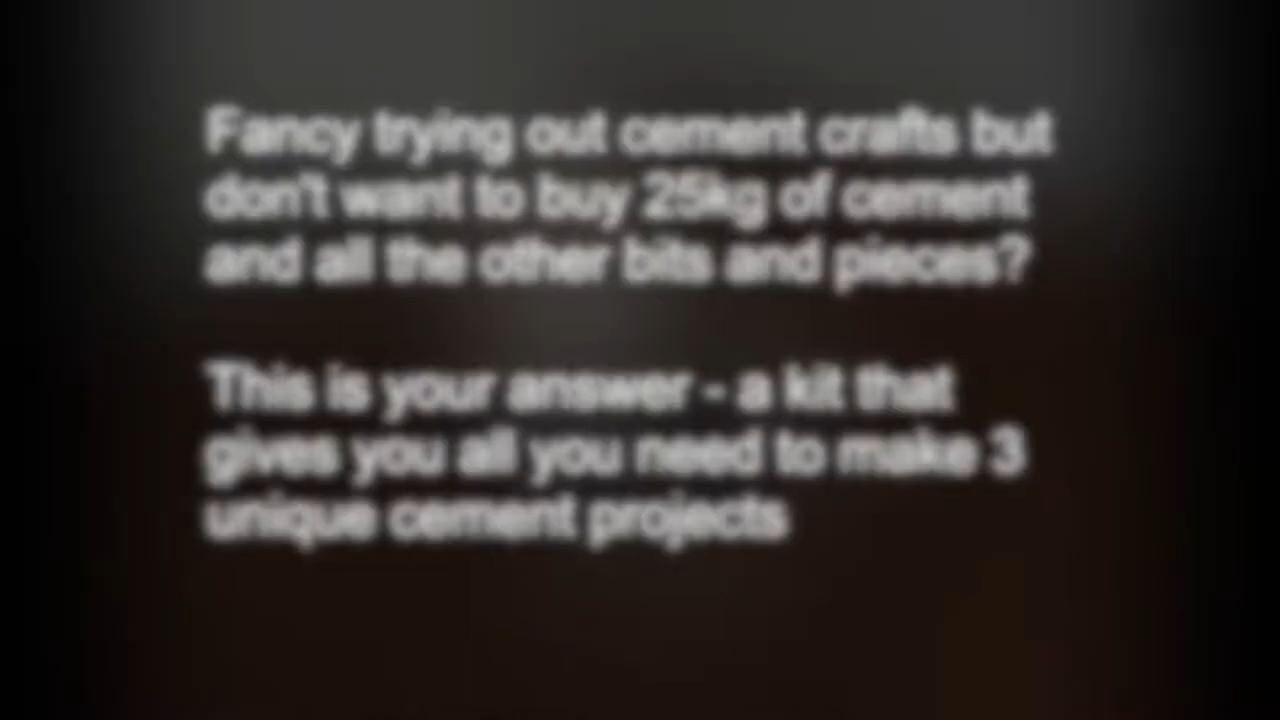 Fancy trying out cement crafts but
don't want to buy 25kg of cement
and all the other bits and pieces?
This is your answer - a kit that
gives you all you need to make 3
unique cement projects